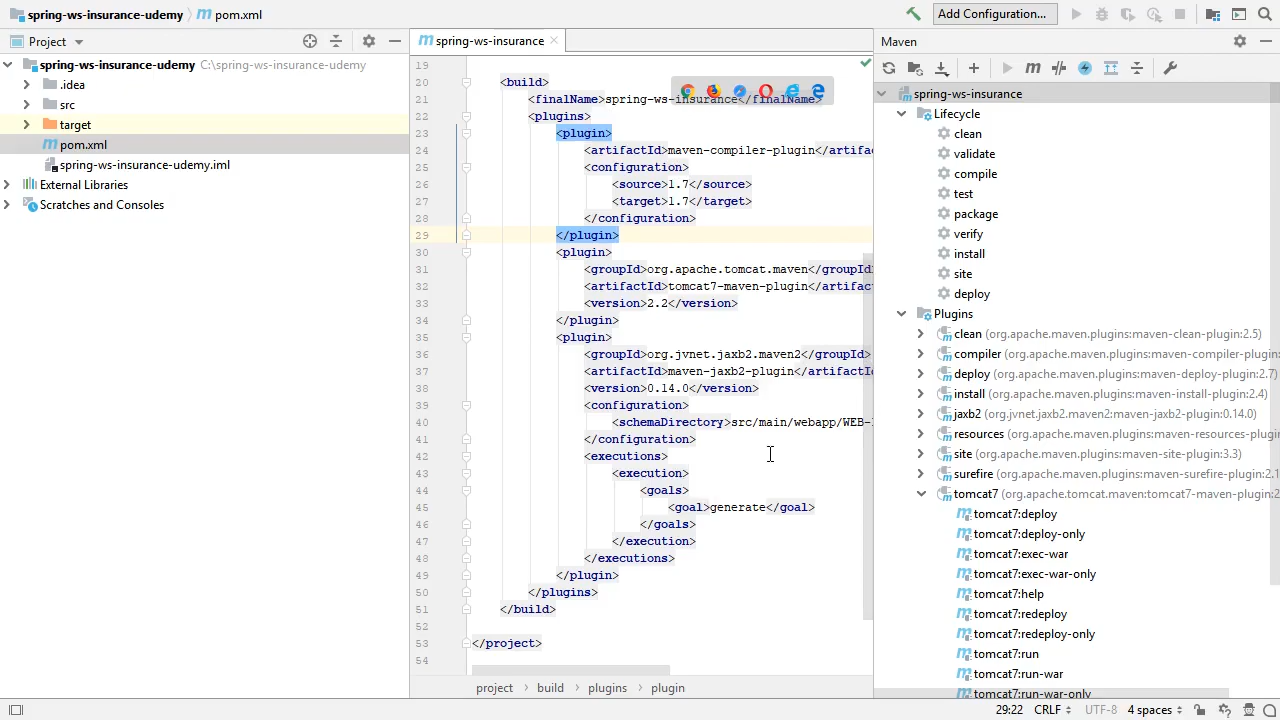 spring-ws-insurance-udemy pom.xml
Add Configuration...
Project
spring-ws-insurance-udemy C:\spring-ws-insurance-udemy
.idea
src
target
pom.xml
spring-ws-insurance-udemy.iml
External Libraries
Scratches and Consoles
spring-ws-insurance
19
20 <build>
21 <finalName>spring-ws-insurance</finalName>
22 <plugins>
23 <plugin>
24 <artifactId>maven-compiler-plugin</artifac
25 <configuration>
26 <source>1.7</source>
27 <target>1.7</target>
28 </configuration>
29 </plugin>
30 <plugin>
31 <groupId>org.apache.tomcat.maven</groupId
32 <artifactId>tomcat7-maven-plugin</artifac
33 <version>2.2</version>
34 </plugin>
35 <plugin>
36 <groupId>org.jvnet.jaxb2.maven2</groupId>
37 <artifactId>maven-jaxb2-plugin</artifactId
38 <version>0.14.0</version>
39 <configuration>
40 <schemaDirectory>src/main/webapp/WEB-
41 </configuration>
42 <executions>
43 <execution>
44 <goals>
45 <goal>generate</goal>
46 </goals>
47 </execution>
48 </executions>
49 </plugin>
50 </plugins>
51 </build>
52
53 </project>
54
project build plugins plugin
Maven
spring-ws-insurance
Lifecycle
clean
validate
compile
test
package
verify
install
site
deploy
Plugins
clean (org.apache.maven.plugins:maven-clean-plugin:2.5)
compiler (org.apache.maven.plugins:maven-compiler-plugin:
deploy (org.apache.maven.plugins:maven-deploy-plugin:2.7)
install (org.apache.maven.plugins:maven-install-plugin:2.4)
jaxb2 (org.jvnet.jaxb2.maven2:maven-jaxb2-plugin:0.14.0)
resources (org.apache.maven.plugins:maven-resources-plugin
site (org.apache.maven.plugins:maven-site-plugin:3.3)
surefire (org.apache.maven.plugins:maven-surefire-plugin:2.1
tomcat7 (org.apache.tomcat.maven:tomcat7-maven-plugin:2
tomcat7:deploy
tomcat7:deploy-only
tomcat7:exec-war
tomcat7:exec-war-only
tomcat7:help
tomcat7:redeploy
tomcat7:redeploy-only
tomcat7:run
tomcat7:run-war
tomcat7:run-war-only
29:22 CRLF UTF-8 4 spaces